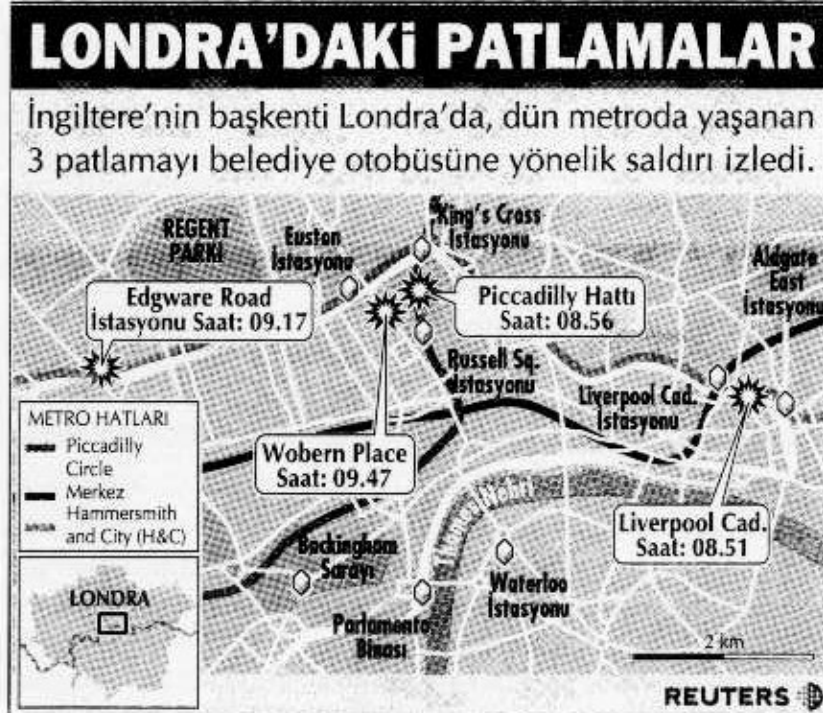 LONDRA'DAKİ PATLAMALAR
İngiltere'nin başkenti Londra'da, dün metroda yaşanan
3 patlamayı belediye otobüsüne yönelik saldırı izledi.
REGENT
PARKI
Euston
İstasyonu
King's Cross
İstasyonu
Aldgate
East
İstasyonu
Edgware Road
İstasyonu Saat: 09.17
Piccadilly Hattı
Saat: 08.56
Russell Sq.
İstasyonu
Liverpool Cad.
İstasyonu
METRO HATLARI
Piccadilly
Circle
Merkez
Hammersmith
and City (H&C)
Wobern Place
Saat: 09.47
Liverpool Cad.
Saat: 08.51
Thames Nehri
Buckingham
Sarayı
Waterloo
İstasyonu
Parlamento
Binası
LONDRA
2 km
REUTERS